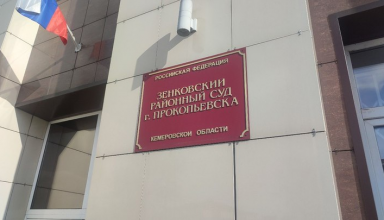 РОССИЙСКАЯ ФЕДЕРАЦИЯ
ЗЕНКОВСКИЙ
РАЙОННЫЙ СУД
г. ПРОКОПЬЕВСКА
КЕМЕРОВСКОЙ ОБЛАСТИ